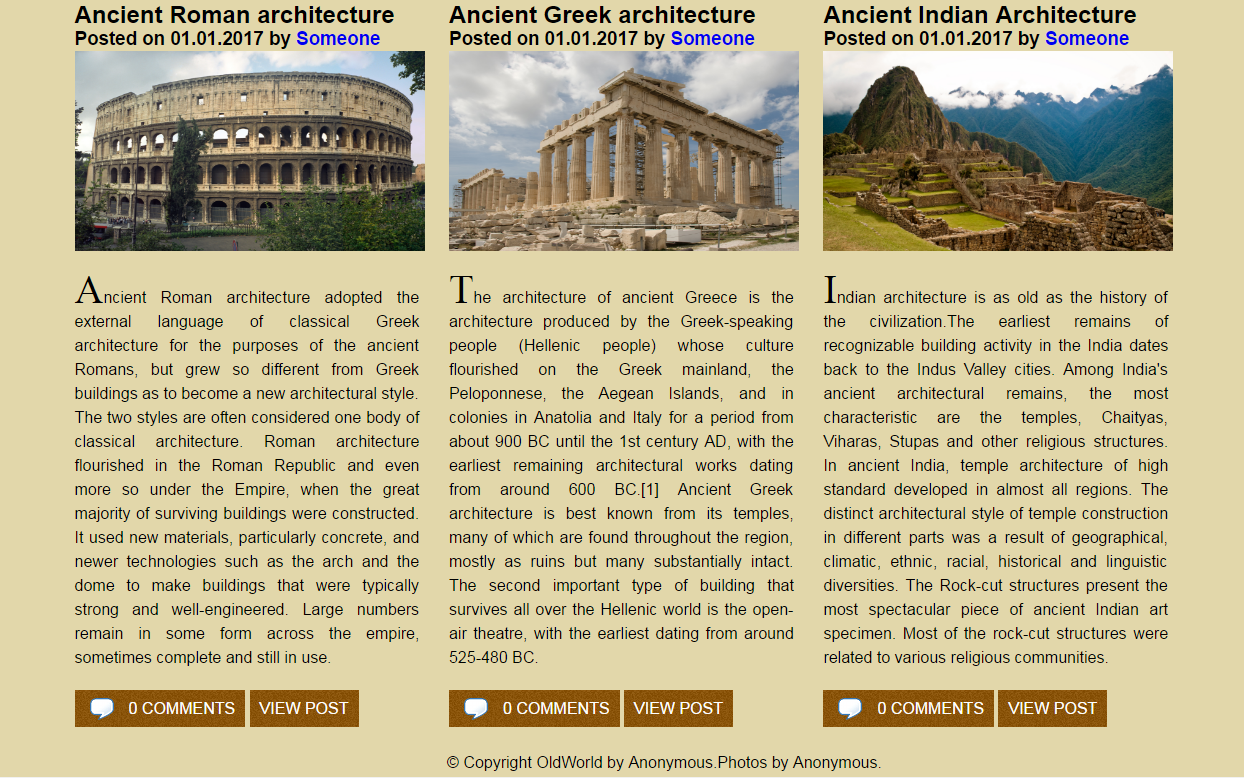 Ancient Roman architecture
Posted on 01.01.2017 by Someone
Ancient Roman architecture adopted the
external language of classical Greek
architecture for the purposes of the ancient
Romans, but grew so different from Greek
buildings as to become a new architectural style.
The two styles are often considered one body of
classical architecture. Roman architecture
flourished in the Roman Republic and even
more so under the Empire, when the great
majority of surviving buildings were constructed.
It used new materials, particularly concrete, and
newer technologies such as the arch and the
dome to make buildings that were typically
strong and well-engineered. Large numbers
remain in some form across the empire,
sometimes complete and still in use.
0 COMMENTS
VIEW POST
Ancient Greek architecture
Posted on 01.01.2017 by Someone
The architecture of ancient Greece is the
architecture produced by the Greek-speaking
people (Hellenic people) whose culture
flourished on the Greek mainland, the
Peloponnese, the Aegean Islands, and in
colonies in Anatolia and Italy for a period from
about 900 BC until the 1st century AD, with the
earliest remaining architectural works dating
from around 600 BC.[1] Ancient Greek
architecture is best known from its temples,
many of which are found throughout the region,
mostly as ruins but many substantially intact.
The second important type of building that
survives all over the Hellenic world is the open-
air theatre, with the earliest dating from around
525-480 BC.
0 COMMENTS
VIEW POST
Ancient Indian Architecture
Posted on 01.01.2017 by Someone
Indian architecture is as old as the history of
the civilization.The earliest remains of
recognizable building activity in the India dates
back to the Indus Valley cities. Among India's
ancient architectural remains, the most
characteristic are the temples, Chaityas,
Viharas, Stupas and other religious structures.
In ancient India, temple architecture of high
standard developed in almost all regions. The
distinct architectural style of temple construction
in different parts was a result of geographical,
climatic, ethnic, racial, historical and linguistic
diversities. The Rock-cut structures present the
most spectacular piece of ancient Indian art
specimen. Most of the rock-cut structures were
related to various religious communities.
0 COMMENTS
VIEW POST
© Copyright OldWorld by Anonymous.Photos by Anonymous.